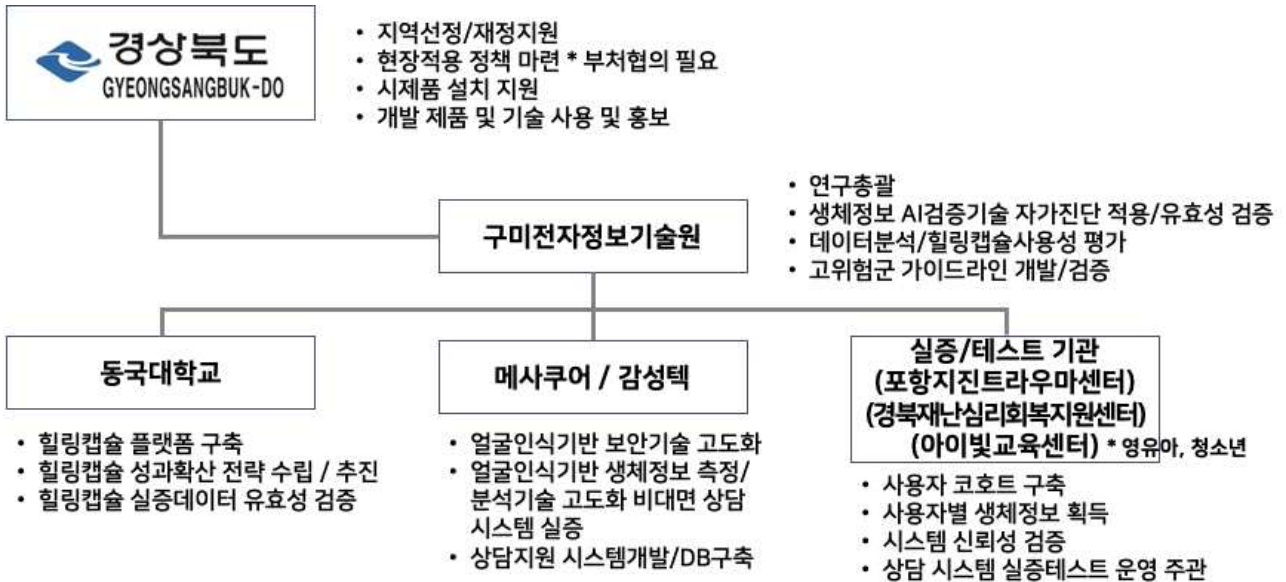 경상북도
GYEONGSANGBUK-DO
• 지역선정/재정지원
• 현장적용 정책 마련 * 부처협의 필요
• 시제품 설치 지원
• 개발 제품 및 기술 사용 및 홍보
구미전자정보기술원
• 연구총괄
• 생체정보 AI검증기술 자가진단 적용/유효성 검증
• 데이터분석/힐링캡슐사용성 평가
• 고위험군 가이드라인 개발/검증
동국대학교
• 힐링캡슐 플랫폼 구축
• 힐링캡슐 성과확산 전략 수립 / 추진
• 힐링캡슐 실증데이터 유효성 검증
메사쿠어 / 감성텍
• 얼굴인식기반 보안기술 고도화
• 얼굴인식기반 생체정보 측정/
분석기술 고도화 비대면 상담
시스템 실증
• 상담지원 시스템개발/DB구축
실증/테스트 기관
(포항지진트라우마센터)
(경북재난심리회복지원센터)
(아이빛교육센터) * 영유아, 청소년
• 사용자 코호트 구축
• 사용자별 생체정보 획득
• 시스템 신뢰성 검증
• 상담 시스템 실증테스트 운영 주관